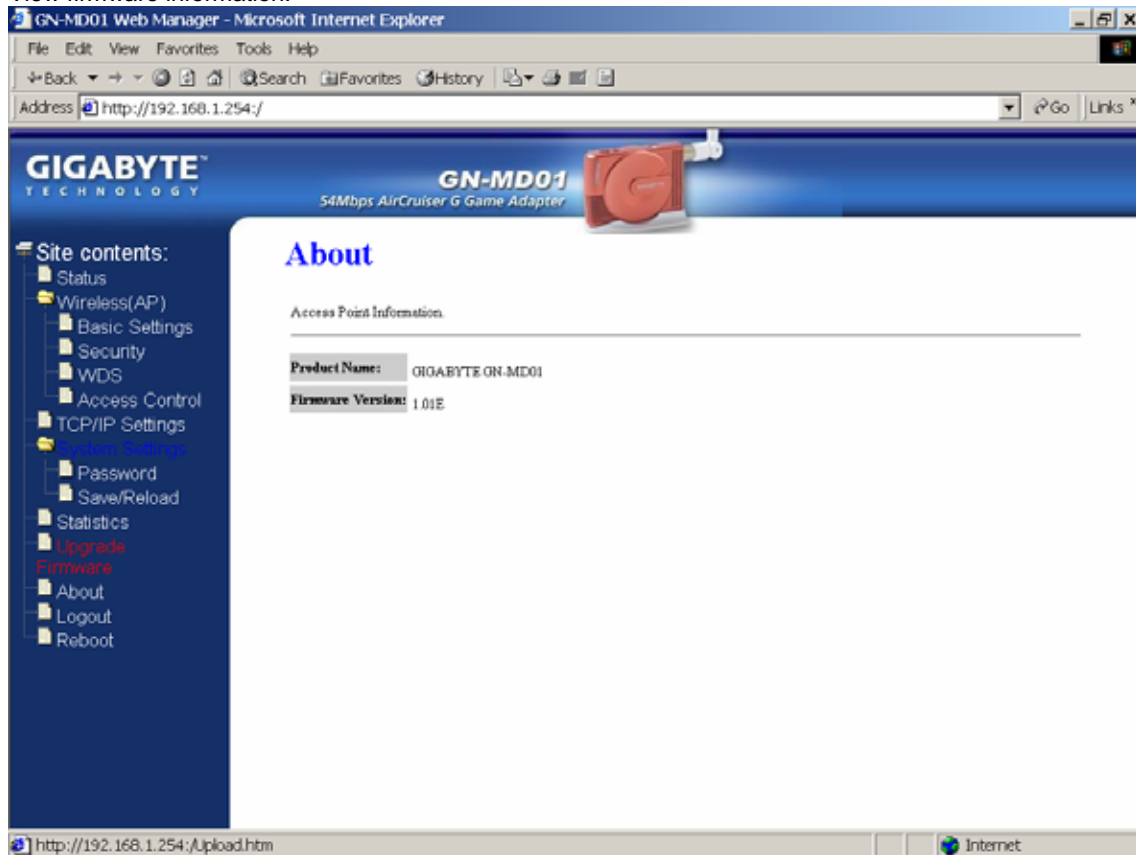 View firmware information.
GN-MD01 Web Manager - Microsoft Internet Explorer
File Edit View Favorites Tools Help
Back Search Favorites History
Address http://192.168.1.254:/ Go Links
GIGABYTE™
TECHNOLOGY
GN-MD01
54Mbps AirCruiser G Game Adapter
Site contents:
Status
Wireless(AP)
Basic Settings
Security
WDS
Access Control
TCP/IP Settings
System Settings
Password
Save/Reload
Statistics
Upgrade
Firmware
About
Logout
Reboot
About
Access Point Information.
Product Name: GIGABYTE GN-MD01
Firmware Version: 1.01E
http://192.168.1.254:/Upload.htm Internet